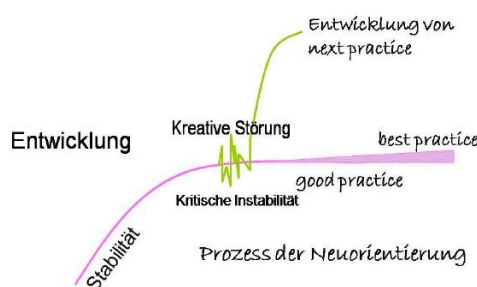 Entwicklung von
next practice
Kreative Störung
Entwicklung
best practice
good practice
Kritische Instabilität
Stabilität
Prozess der Neuorientierung